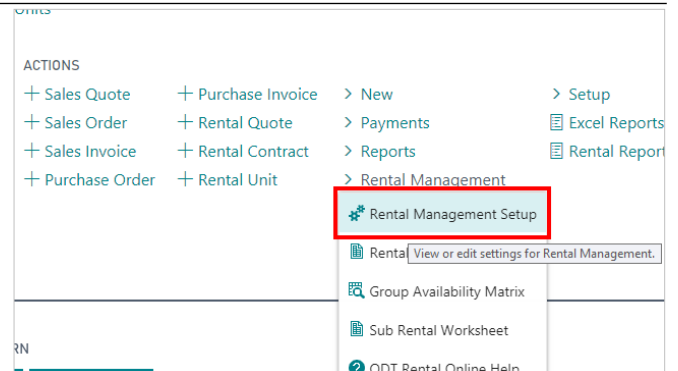 ACTIONS
+ Sales Quote + Purchase Invoice > New > Setup
+ Sales Order + Rental Quote > Payments Excel Reports
+ Sales Invoice + Rental Contract > Reports Rental Report
+ Purchase Order + Rental Unit > Rental Management
Rental Management Setup
Rental View or edit settings for Rental Management.
Group Availability Matrix
Sub Rental Worksheet
RN
ODT Rental Online Help